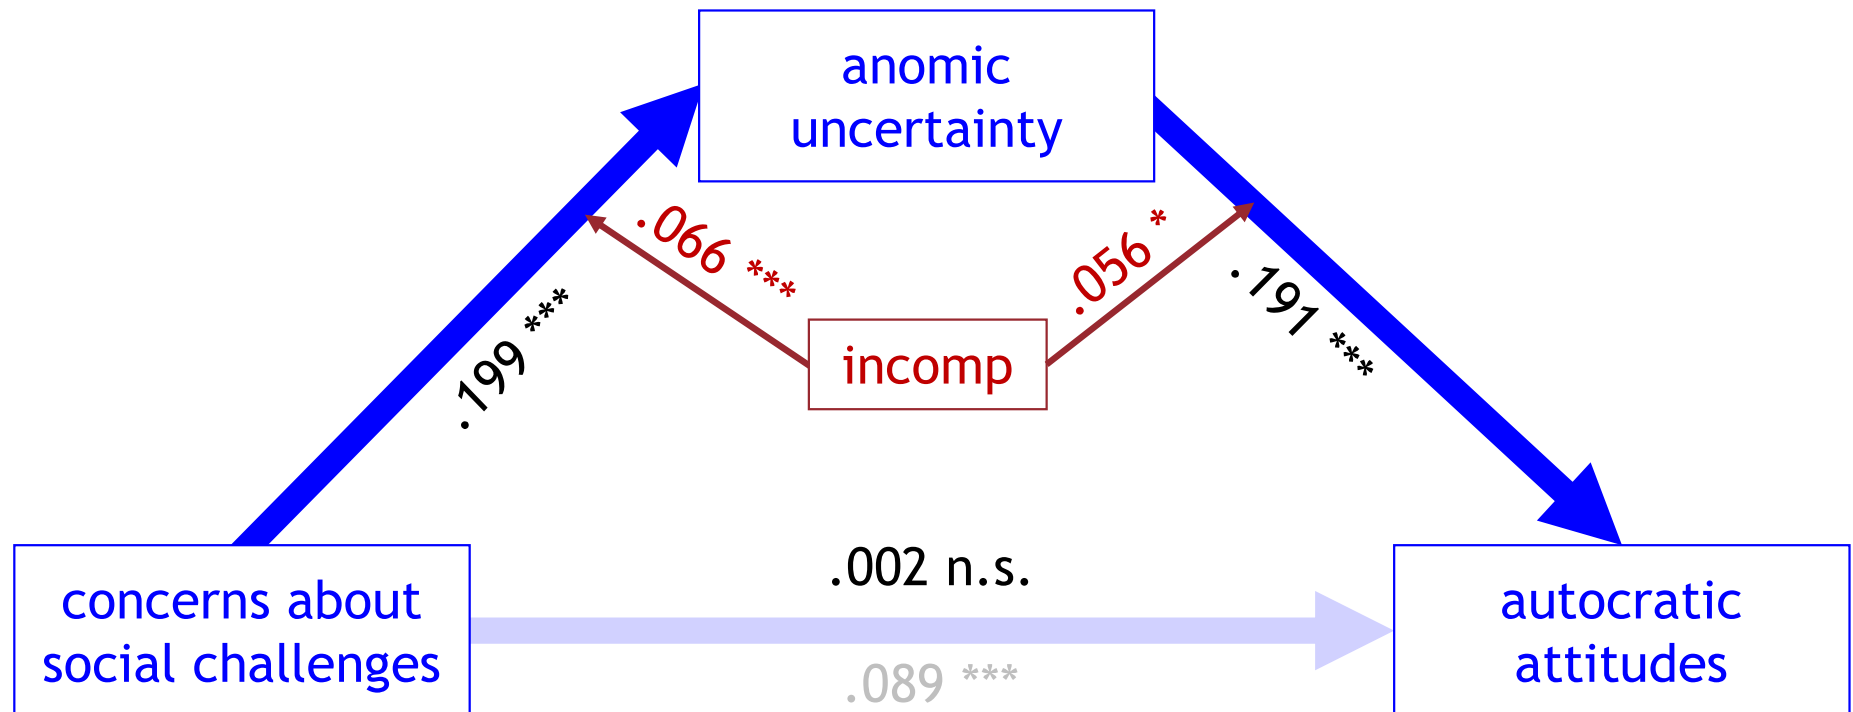 anomic
uncertainty
.066 ***
.056 *
.199 ***
.191 ***
incomp
.002 n.s.
concerns about
social challenges
autocratic
attitudes
.089 ***